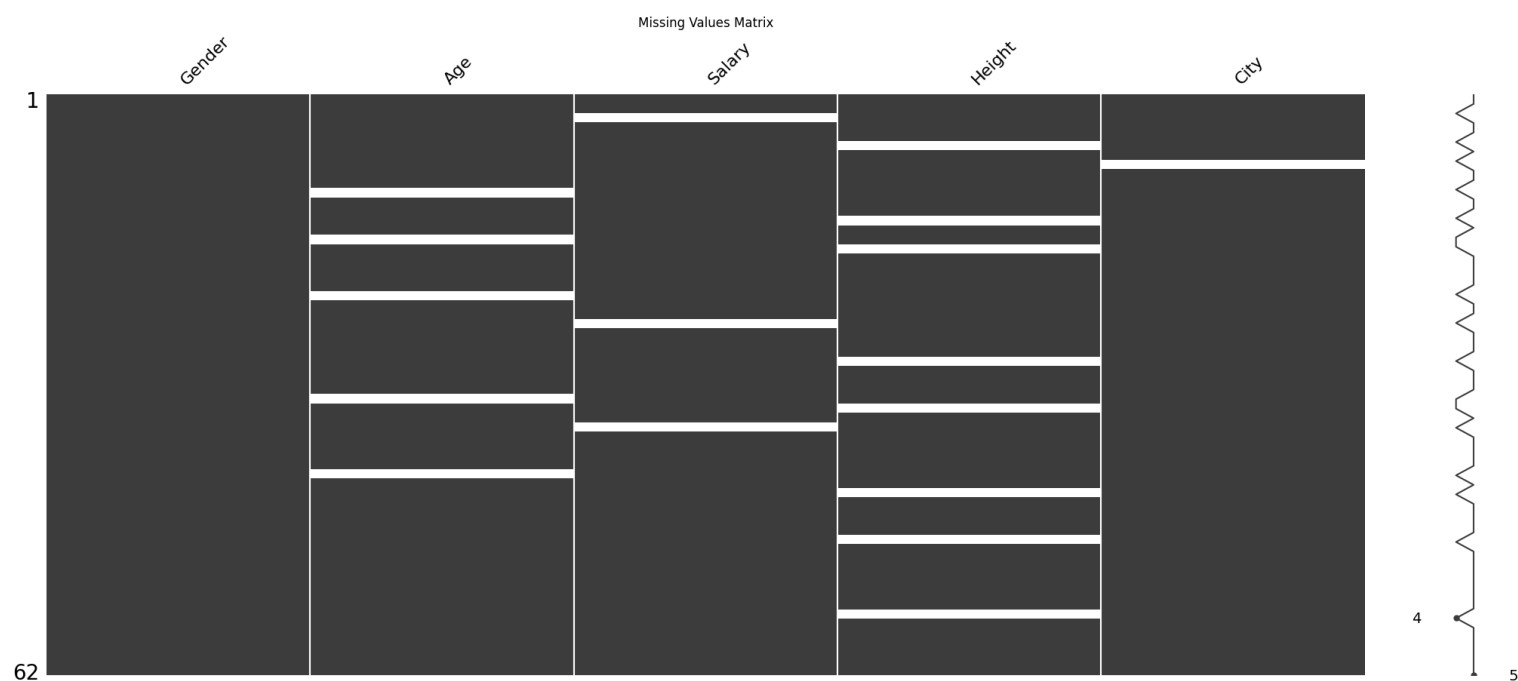 Missing Values Matrix
Gender
Age
Salary
Height
City
1
62
4
5